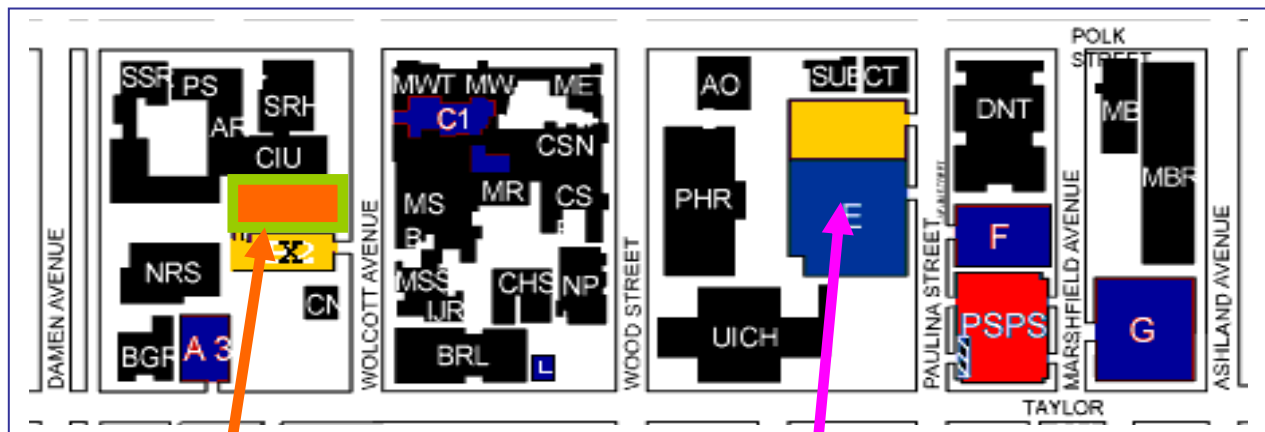 POLK
STREET
SSR
PS
SRH
AR
CIU
NRS
CN
BGR
A 3
X
DAMEN AVENUE
WOLCOTT AVENUE
MWT
MW
MET
C1
CSN
MR
CS
MS
B
MSS
IJR
CHS
NP
BRL
L
WOOD STREET
AO
SUB
CT
PHR
E
UICH
PAULINA STREET
DNT
F
PSPS
MARSHFIELD AVENUE
MB
MBR
G
ASHLAND AVENUE
TAYLOR